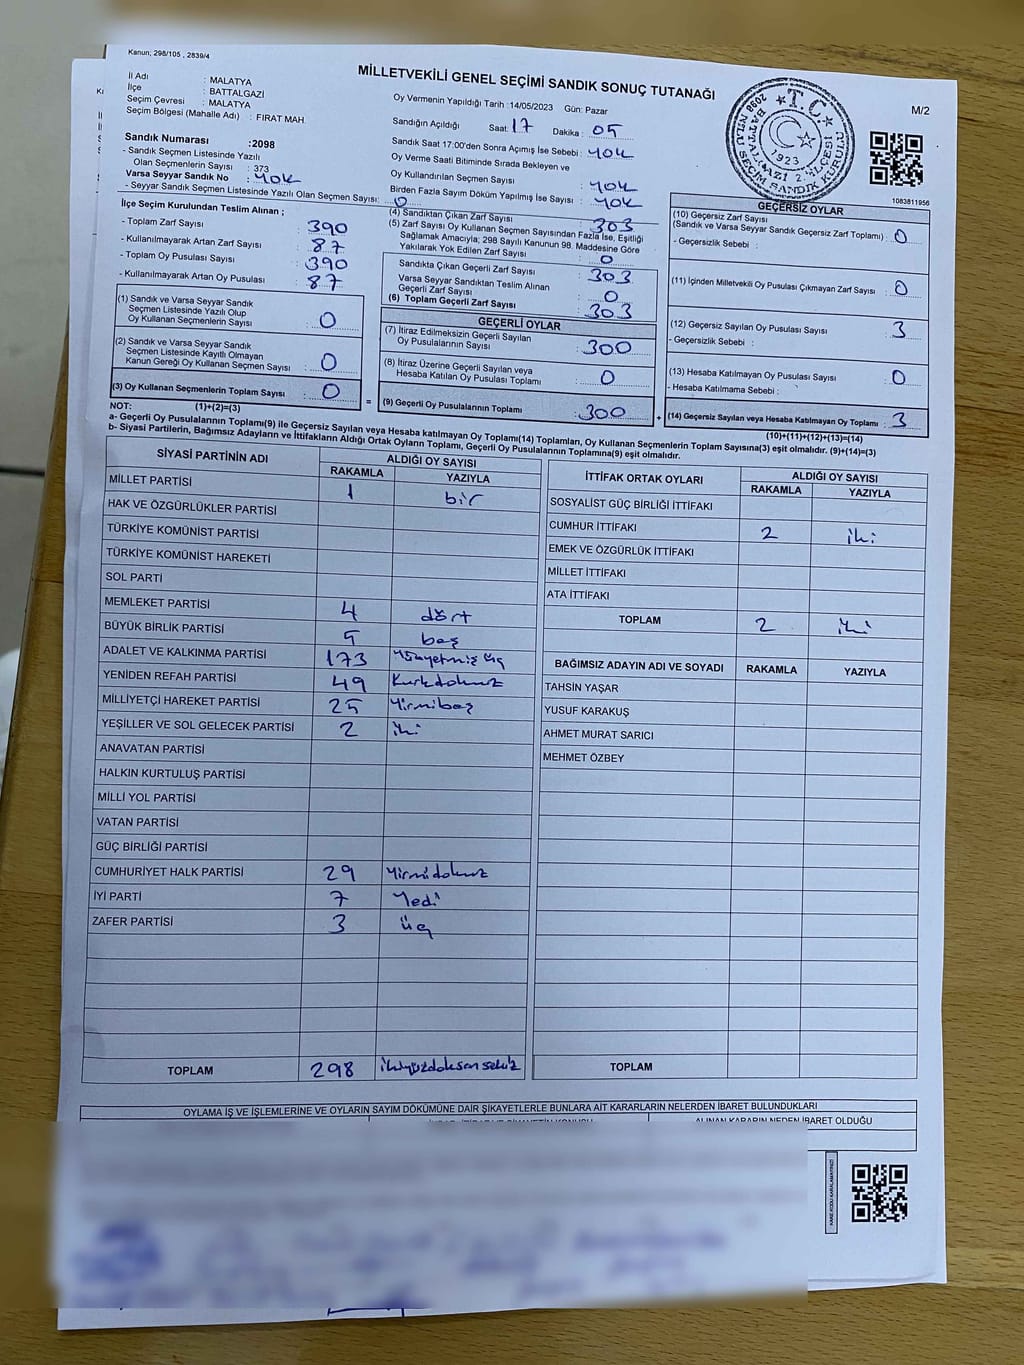 Kanun; 298/105 , 2839/4
MİLLETVEKİLİ GENEL SEÇİMİ SANDIK SONUÇ TUTANAĞI
M/2
İl Adı : MALATYA
İlçe : BATTALGAZİ
Seçim Çevresi : MALATYA
Seçim Bölgesi (Mahalle Adı) : FIRAT MAH.
Oy Vermenin Yapıldığı Tarih :14/05/2023 Gün: Pazar
Sandığın Açıldığı Saat: 17 Dakika : 05
Sandık Saat 17:00'den Sonra Açımış İse Sebebi : YOK
Oy Verme Saati Bitiminde Sırada Bekleyen ve
Oy Kullandırılan Seçmen Sayısı : YOK
Birden Fazla Sayım Döküm Yapılmış İse Sayısı : YOK
T.C.
1923
1083811956
Sandık Numarası :2098
- Sandık Seçmen Listesinde Yazılı
Olan Seçmenlerin Sayısı : 373
Varsa Seyyar Sandık No : YOK
- Seyyar Sandık Seçmen Listesinde Yazılı Olan Seçmen Sayısı: 0
İlçe Seçim Kurulundan Teslim Alınan ;
- Toplam Zarf Sayısı : 390
- Kullanılmayarak Artan Zarf Sayısı : 87
- Toplam Oy Pusulası Sayısı : 390
- Kullanılmayarak Artan Oy Pusulası : 87
(1) Sandık ve Varsa Seyyar Sandık
Seçmen Listesinde Yazılı Olup
Oy Kullanan Seçmenlerin Sayısı : 0
(2) Sandık ve Varsa Seyyar Sandık
Seçmen Listesinde Kayıtlı Olmayan
Kanun Gereği Oy Kullanan Seçmen Sayısı : 0
(3) Oy Kullanan Seçmenlerin Toplam Sayısı : 0
(1)+(2)=(3)
(4) Sandıktan Çıkan Zarf Sayısı : 303
(5) Zarf Sayısı Oy Kullanan Seçmen Sayısından Fazla İse, Eşitliği
Sağlamak Amacıyla; 298 Sayılı Kanunun 98. Maddesine Göre
Yakılarak Yok Edilen Zarf Sayısı : 0
Sandıkta Çıkan Geçerli Zarf Sayısı : 303
Varsa Seyyar Sandıktan Teslim Alınan
Geçerli Zarf Sayısı : 0
(6) Toplam Geçerli Zarf Sayısı : 303
GEÇERLİ OYLAR
(7) İtiraz Edilmeksizin Geçerli Sayılan
Oy Pusulalarının Sayısı : 300
(8) İtiraz Üzerine Geçerli Sayılan veya
Hesaba Katılan Oy Pusulası Toplamı : 0
= (9) Geçerli Oy Pusulalarının Toplamı : 300 +
GEÇERSİZ OYLAR
(10) Geçersiz Zarf Sayısı
(Sandık ve Varsa Seyyar Sandık Geçersiz Zarf Toplamı) : 0
- Geçersizlik Sebebi :
(11) İçinden Milletvekili Oy Pusulası Çıkmayan Zarf Sayısı : 0
(12) Geçersiz Sayılan Oy Pusulası Sayısı : 3
- Geçersizlik Sebebi :
(13) Hesaba Katılmayan Oy Pusulası Sayısı : 0
- Hesaba Katılmama Sebebi :
(14) Geçersiz Sayılan veya Hesaba Katılmayan Oy Toplamı : 3
(10)+(11)+(12)+(13)=(14)
NOT:
a- Geçerli Oy Pusulalarının Toplamı(9) ile Geçersiz Sayılan veya Hesaba katılmayan Oy Toplamı(14) Toplamları, Oy Kullanan Seçmenlerin Toplam Sayısına(3) eşit olmalıdır. (9)+(14)=(3)
b- Siyasi Partilerin, Bağımsız Adayların ve İttifakların Aldığı Ortak Oyların Toplamı, Geçerli Oy Pusulalarının Toplamına(9) eşit olmalıdır.
SİYASİ PARTİNİN ADI ALDIĞI OY SAYISI
RAKAMLA YAZIYLA
MİLLET PARTİSİ 1 bir
HAK VE ÖZGÜRLÜKLER PARTİSİ
TÜRKİYE KOMÜNİST PARTİSİ
TÜRKİYE KOMÜNİST HAREKETİ
SOL PARTİ
MEMLEKET PARTİSİ 4 dört
BÜYÜK BİRLİK PARTİSİ 5 beş
ADALET VE KALKINMA PARTİSİ 173 Yüzyetmiş üç
YENİDEN REFAH PARTİSİ 49 Kırkdokuz
MİLLİYETÇİ HAREKET PARTİSİ 25 Yirmibeş
YEŞİLLER VE SOL GELECEK PARTİSİ 2 iki
ANAVATAN PARTİSİ
HALKIN KURTULUŞ PARTİSİ
MİLLİ YOL PARTİSİ
VATAN PARTİSİ
GÜÇ BİRLİĞİ PARTİSİ
CUMHURİYET HALK PARTİSİ 29 Yirmidokuz
İYİ PARTİ 7 Yedi
ZAFER PARTİSİ 3 üç
TOPLAM 298 ikiyüzdoksan sekiz
İTTİFAK ORTAK OYLARI ALDIĞI OY SAYISI
RAKAMLA YAZIYLA
SOSYALİST GÜÇ BİRLİĞİ İTTİFAKI
CUMHUR İTTİFAKI 2 iki
EMEK VE ÖZGÜRLÜK İTTİFAKI
MİLLET İTTİFAKI
ATA İTTİFAKI
TOPLAM 2 iki
BAĞIMSIZ ADAYIN ADI VE SOYADI RAKAMLA YAZIYLA
TAHSİN YAŞAR
YUSUF KARAKUŞ
AHMET MURAT SARICI
MEHMET ÖZBEY
TOPLAM
OYLAMA İŞ VE İŞLEMLERİNE VE OYLARIN SAYIM DÖKÜMÜNE DAİR ŞİKAYETLERLE BUNLARA AİT KARARLARIN NELERDEN İBARET BULUNDUKLARI
ALINAN KARARIN NEDEN İBARET OLDUĞU